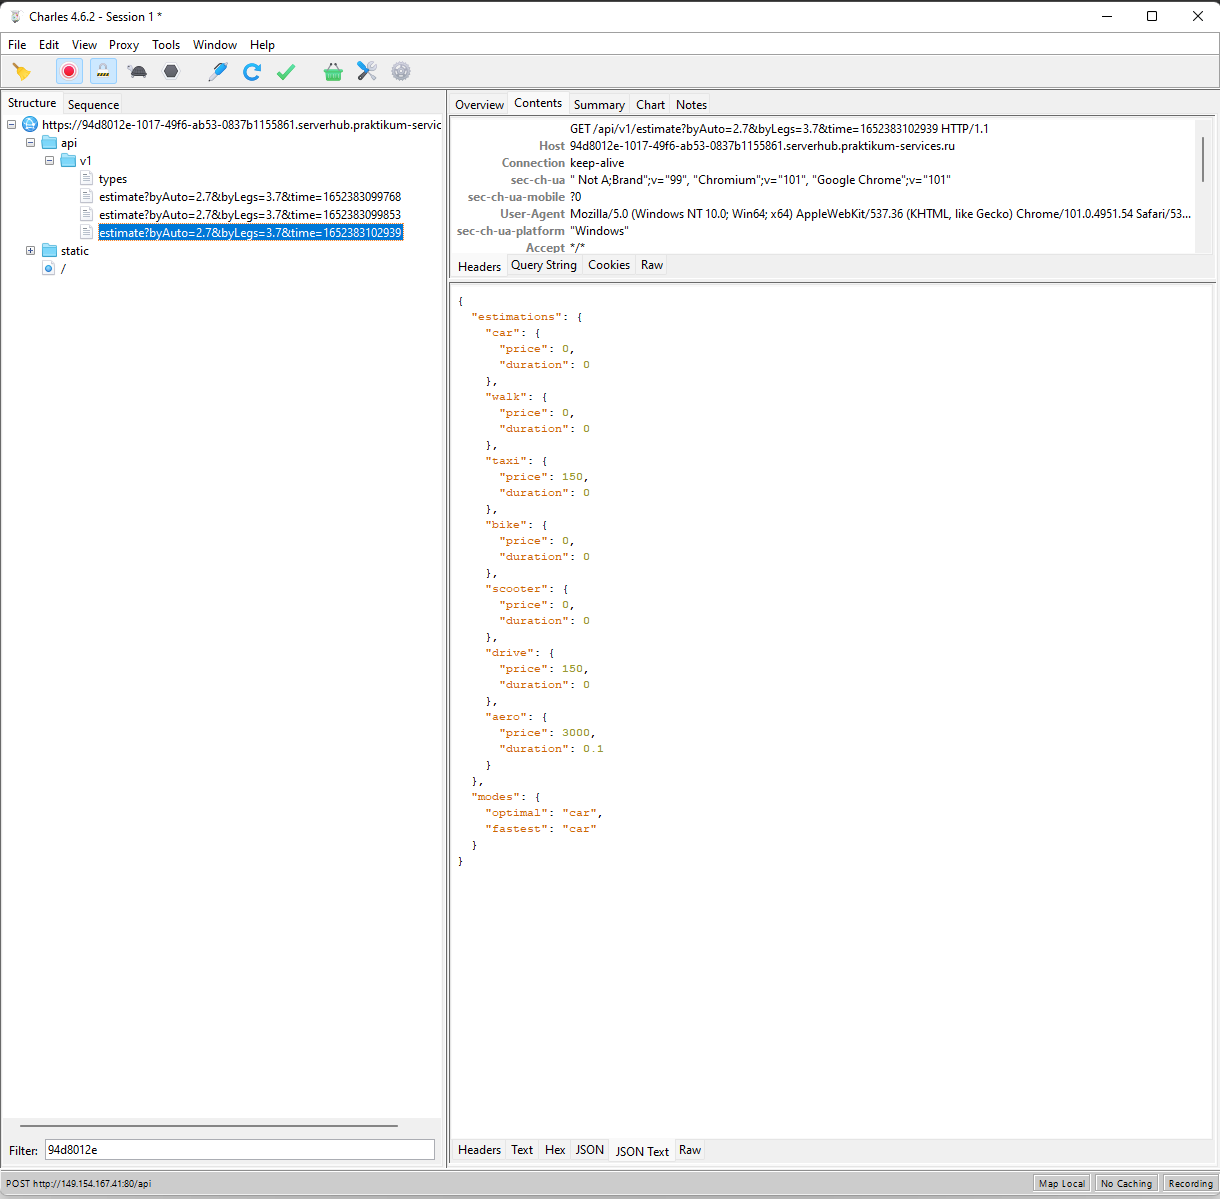 Charles 4.6.2 - Session 1 *
File Edit View Proxy Tools Window Help
Structure Sequence
https://94d8012e-1017-49f6-ab53-0837b1155861.serverhub.praktikum-servic
api
v1
types
estimate?byAuto=2.7&byLegs=3.7&time=1652383099768
estimate?byAuto=2.7&byLegs=3.7&time=1652383099853
estimate?byAuto=2.7&byLegs=3.7&time=1652383102939
static
/
Filter: 94d8012e
Overview Contents Summary Chart Notes
GET /api/v1/estimate?byAuto=2.7&byLegs=3.7&time=1652383102939 HTTP/1.1
Host 94d8012e-1017-49f6-ab53-0837b1155861.serverhub.praktikum-services.ru
Connection keep-alive
sec-ch-ua " Not A;Brand";v="99", "Chromium";v="101", "Google Chrome";v="101"
sec-ch-ua-mobile ?0
User-Agent Mozilla/5.0 (Windows NT 10.0; Win64; x64) AppleWebKit/537.36 (KHTML, like Gecko) Chrome/101.0.4951.54 Safari/53...
sec-ch-ua-platform "Windows"
Accept */*
Headers Query String Cookies Raw
{
"estimations": {
"car": {
"price": 0,
"duration": 0
},
"walk": {
"price": 0,
"duration": 0
},
"taxi": {
"price": 150,
"duration": 0
},
"bike": {
"price": 0,
"duration": 0
},
"scooter": {
"price": 0,
"duration": 0
},
"drive": {
"price": 150,
"duration": 0
},
"aero": {
"price": 3000,
"duration": 0.1
}
},
"modes": {
"optimal": "car",
"fastest": "car"
}
}
Headers Text Hex JSON JSON Text Raw
POST http://149.154.167.41:80/api
Map Local No Caching Recording